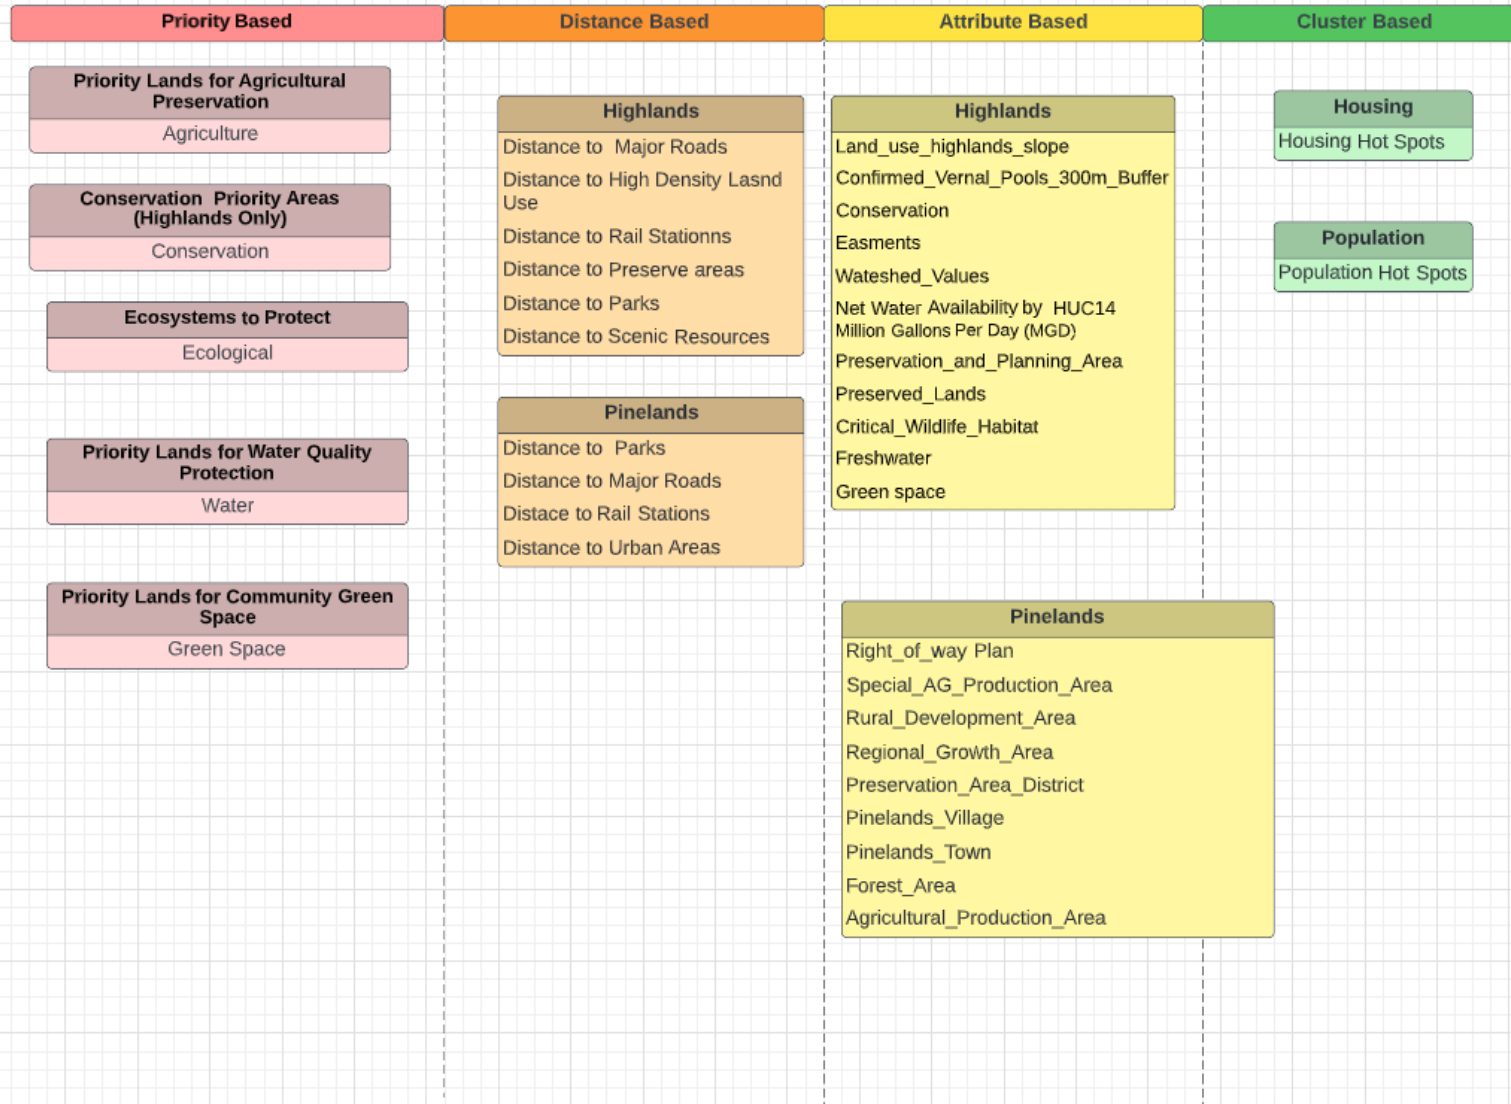 Priority Based
Distance Based
Attribute Based
Cluster Based
Priority Lands for Agricultural
Preservation
Agriculture
Conservation Priority Areas
(Highlands Only)
Conservation
Ecosystems to Protect
Ecological
Priority Lands for Water Quality
Protection
Water
Priority Lands for Community Green
Space
Green Space
Highlands
Distance to Major Roads
Distance to High Density Lasnd
Use
Distance to Rail Stationns
Distance to Preserve areas
Distance to Parks
Distance to Scenic Resources
Pinelands
Distance to Parks
Distance to Major Roads
Distace to Rail Stations
Distance to Urban Areas
Highlands
Land_use_highlands_slope
Confirmed_Vernal_Pools_300m_Buffer
Conservation
Easments
Wateshed_Values
Net Water Availability by HUC14
Million Gallons Per Day (MGD)
Preservation_and_Planning_Area
Preserved_Lands
Critical_Wildlife_Habitat
Freshwater
Green space
Pinelands
Right_of_way Plan
Special_AG_Production_Area
Rural_Development_Area
Regional_Growth_Area
Preservation_Area_District
Pinelands_Village
Pinelands_Town
Forest_Area
Agricultural_Production_Area
Housing
Housing Hot Spots
Population
Population Hot Spots